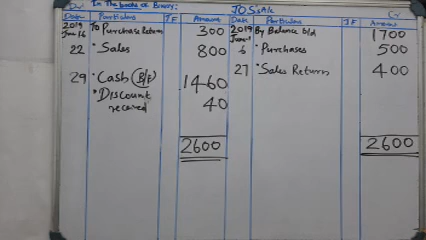 Dr In The books of Binoy: JOSS A/c Cr
Date Particulars J.F Amount Date Particulars J.F Amount
2019 Jan 16 To Purchase Return 300 2019 Jan 1 By Balance b/d 1700
22 " Sales 800 6 " Purchases 500
29 " Cash (B/F) 1460 27 " Sales Return 400
" Discount received 40
2600 2600